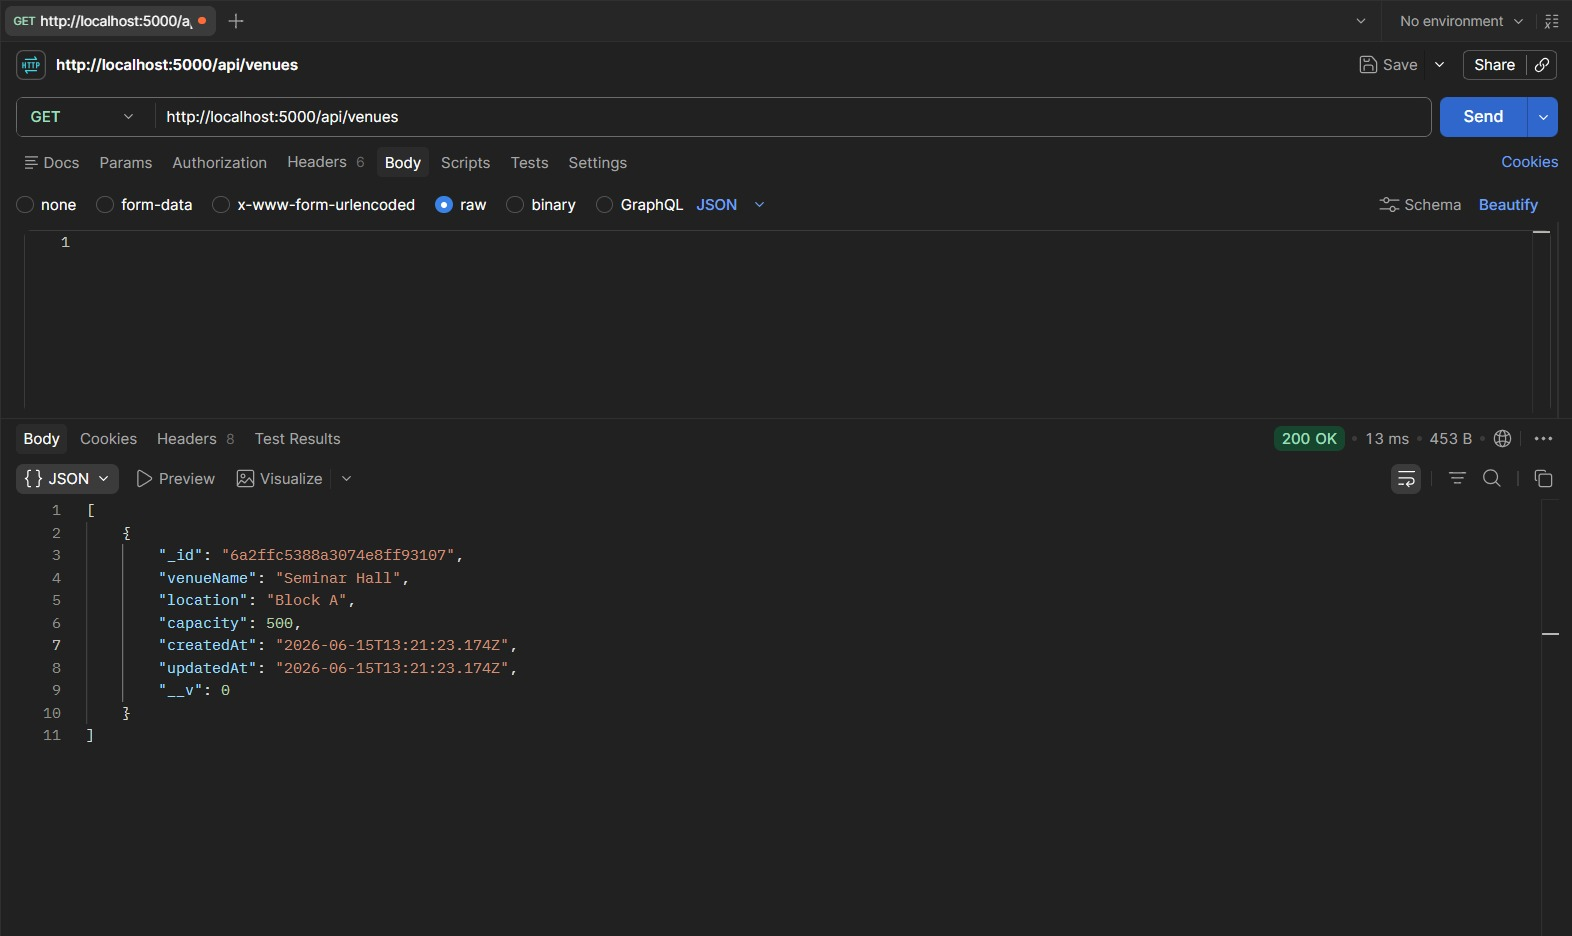 GET http://localhost:5000/a
No environment
HTTP http://localhost:5000/api/venues
Save
Share
GET http://localhost:5000/api/venues
Send
Docs Params Authorization Headers 6 Body Scripts Tests Settings
Cookies
none form-data x-www-form-urlencoded raw binary GraphQL JSON
Schema Beautify
1
Body Cookies Headers 8 Test Results
200 OK • 13 ms • 453 B •
{} JSON Preview Visualize
1 [
2 {
3 "_id": "6a2ffc5388a3074e8ff93107",
4 "venueName": "Seminar Hall",
5 "location": "Block A",
6 "capacity": 500,
7 "createdAt": "2026-06-15T13:21:23.174Z",
8 "updatedAt": "2026-06-15T13:21:23.174Z",
9 "__v": 0
10 }
11 ]